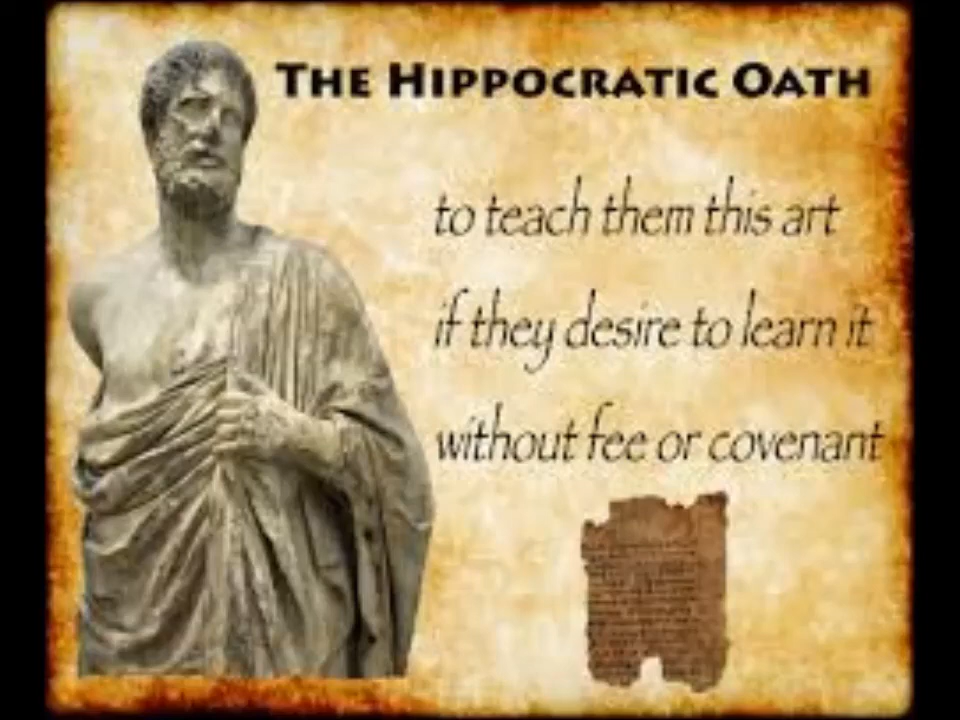 The Hippocratic Oath
to teach them this art
if they desire to learn it
without fee or covenant